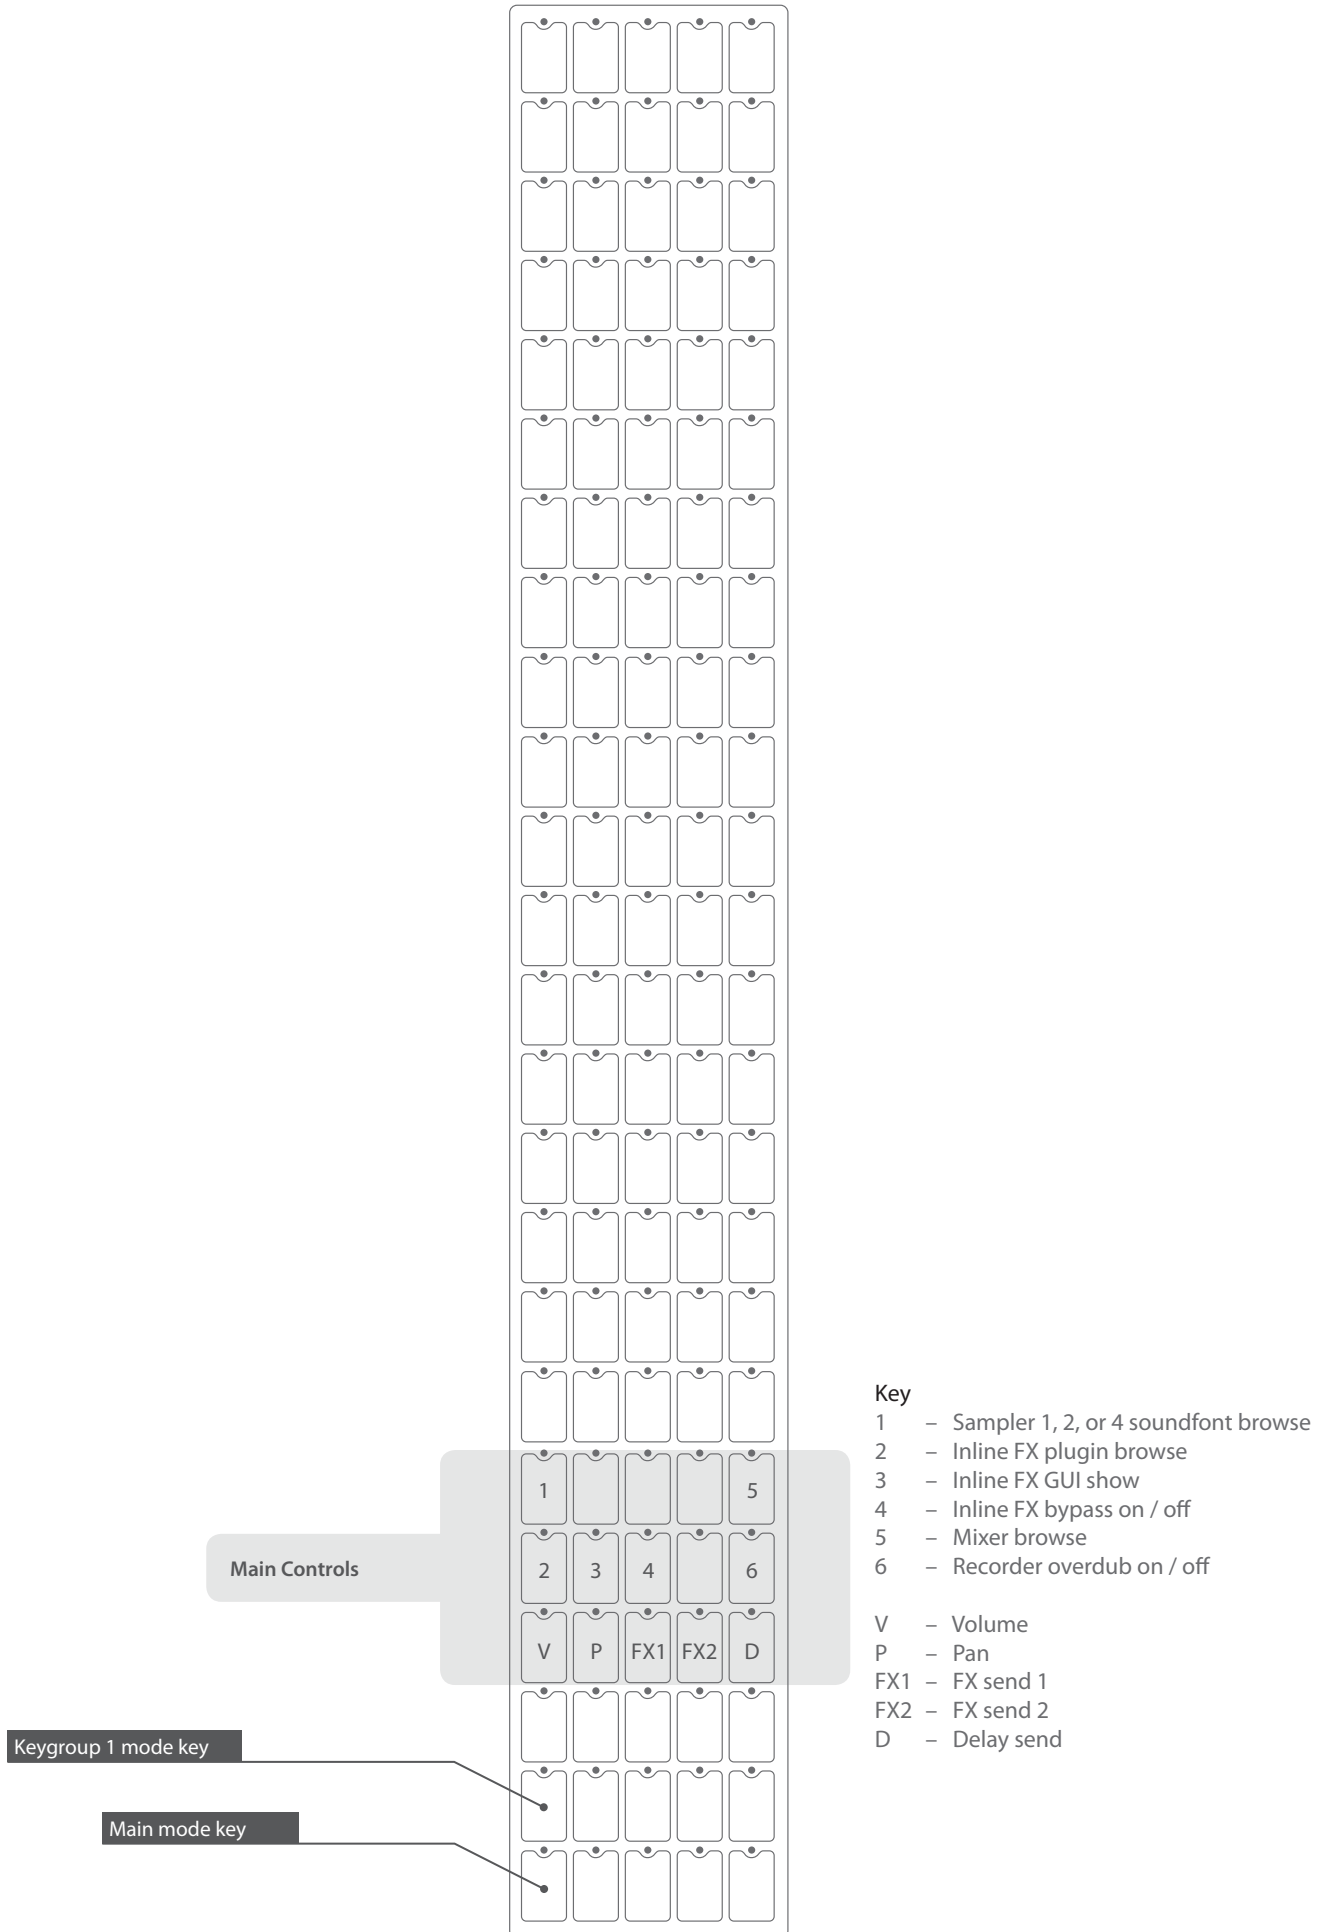 Key
1 – Sampler 1, 2, or 4 soundfont browse
2 – Inline FX plugin browse
3 – Inline FX GUI show
4 – Inline FX bypass on / off
5 – Mixer browse
6 – Recorder overdub on / off
V – Volume
P – Pan
FX1 – FX send 1
FX2 – FX send 2
D – Delay send
1 5
Main Controls
2 3 4 6
V P FX1 FX2 D
Keygroup 1 mode key
Main mode key